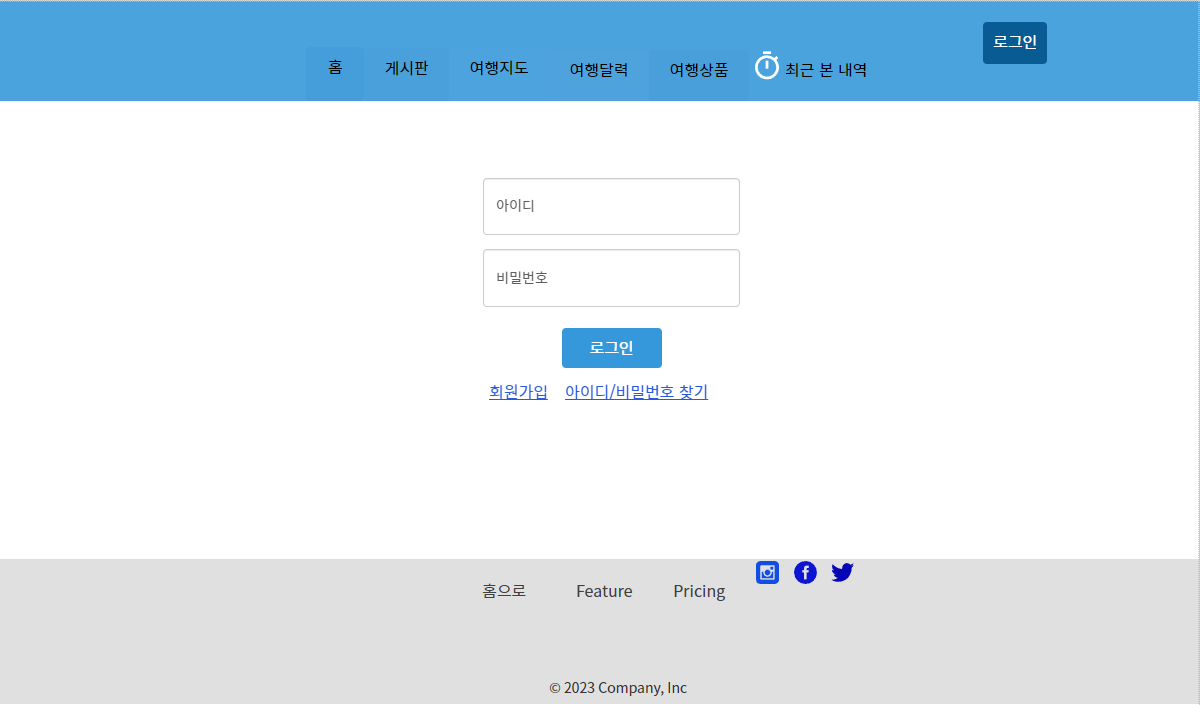 로그인
홈 게시판 여행지도 여행달력 여행상품 최근 본 내역
아이디
비밀번호
로그인
회원가입 아이디/비밀번호 찾기
홈으로 Feature Pricing
© 2023 Company, Inc